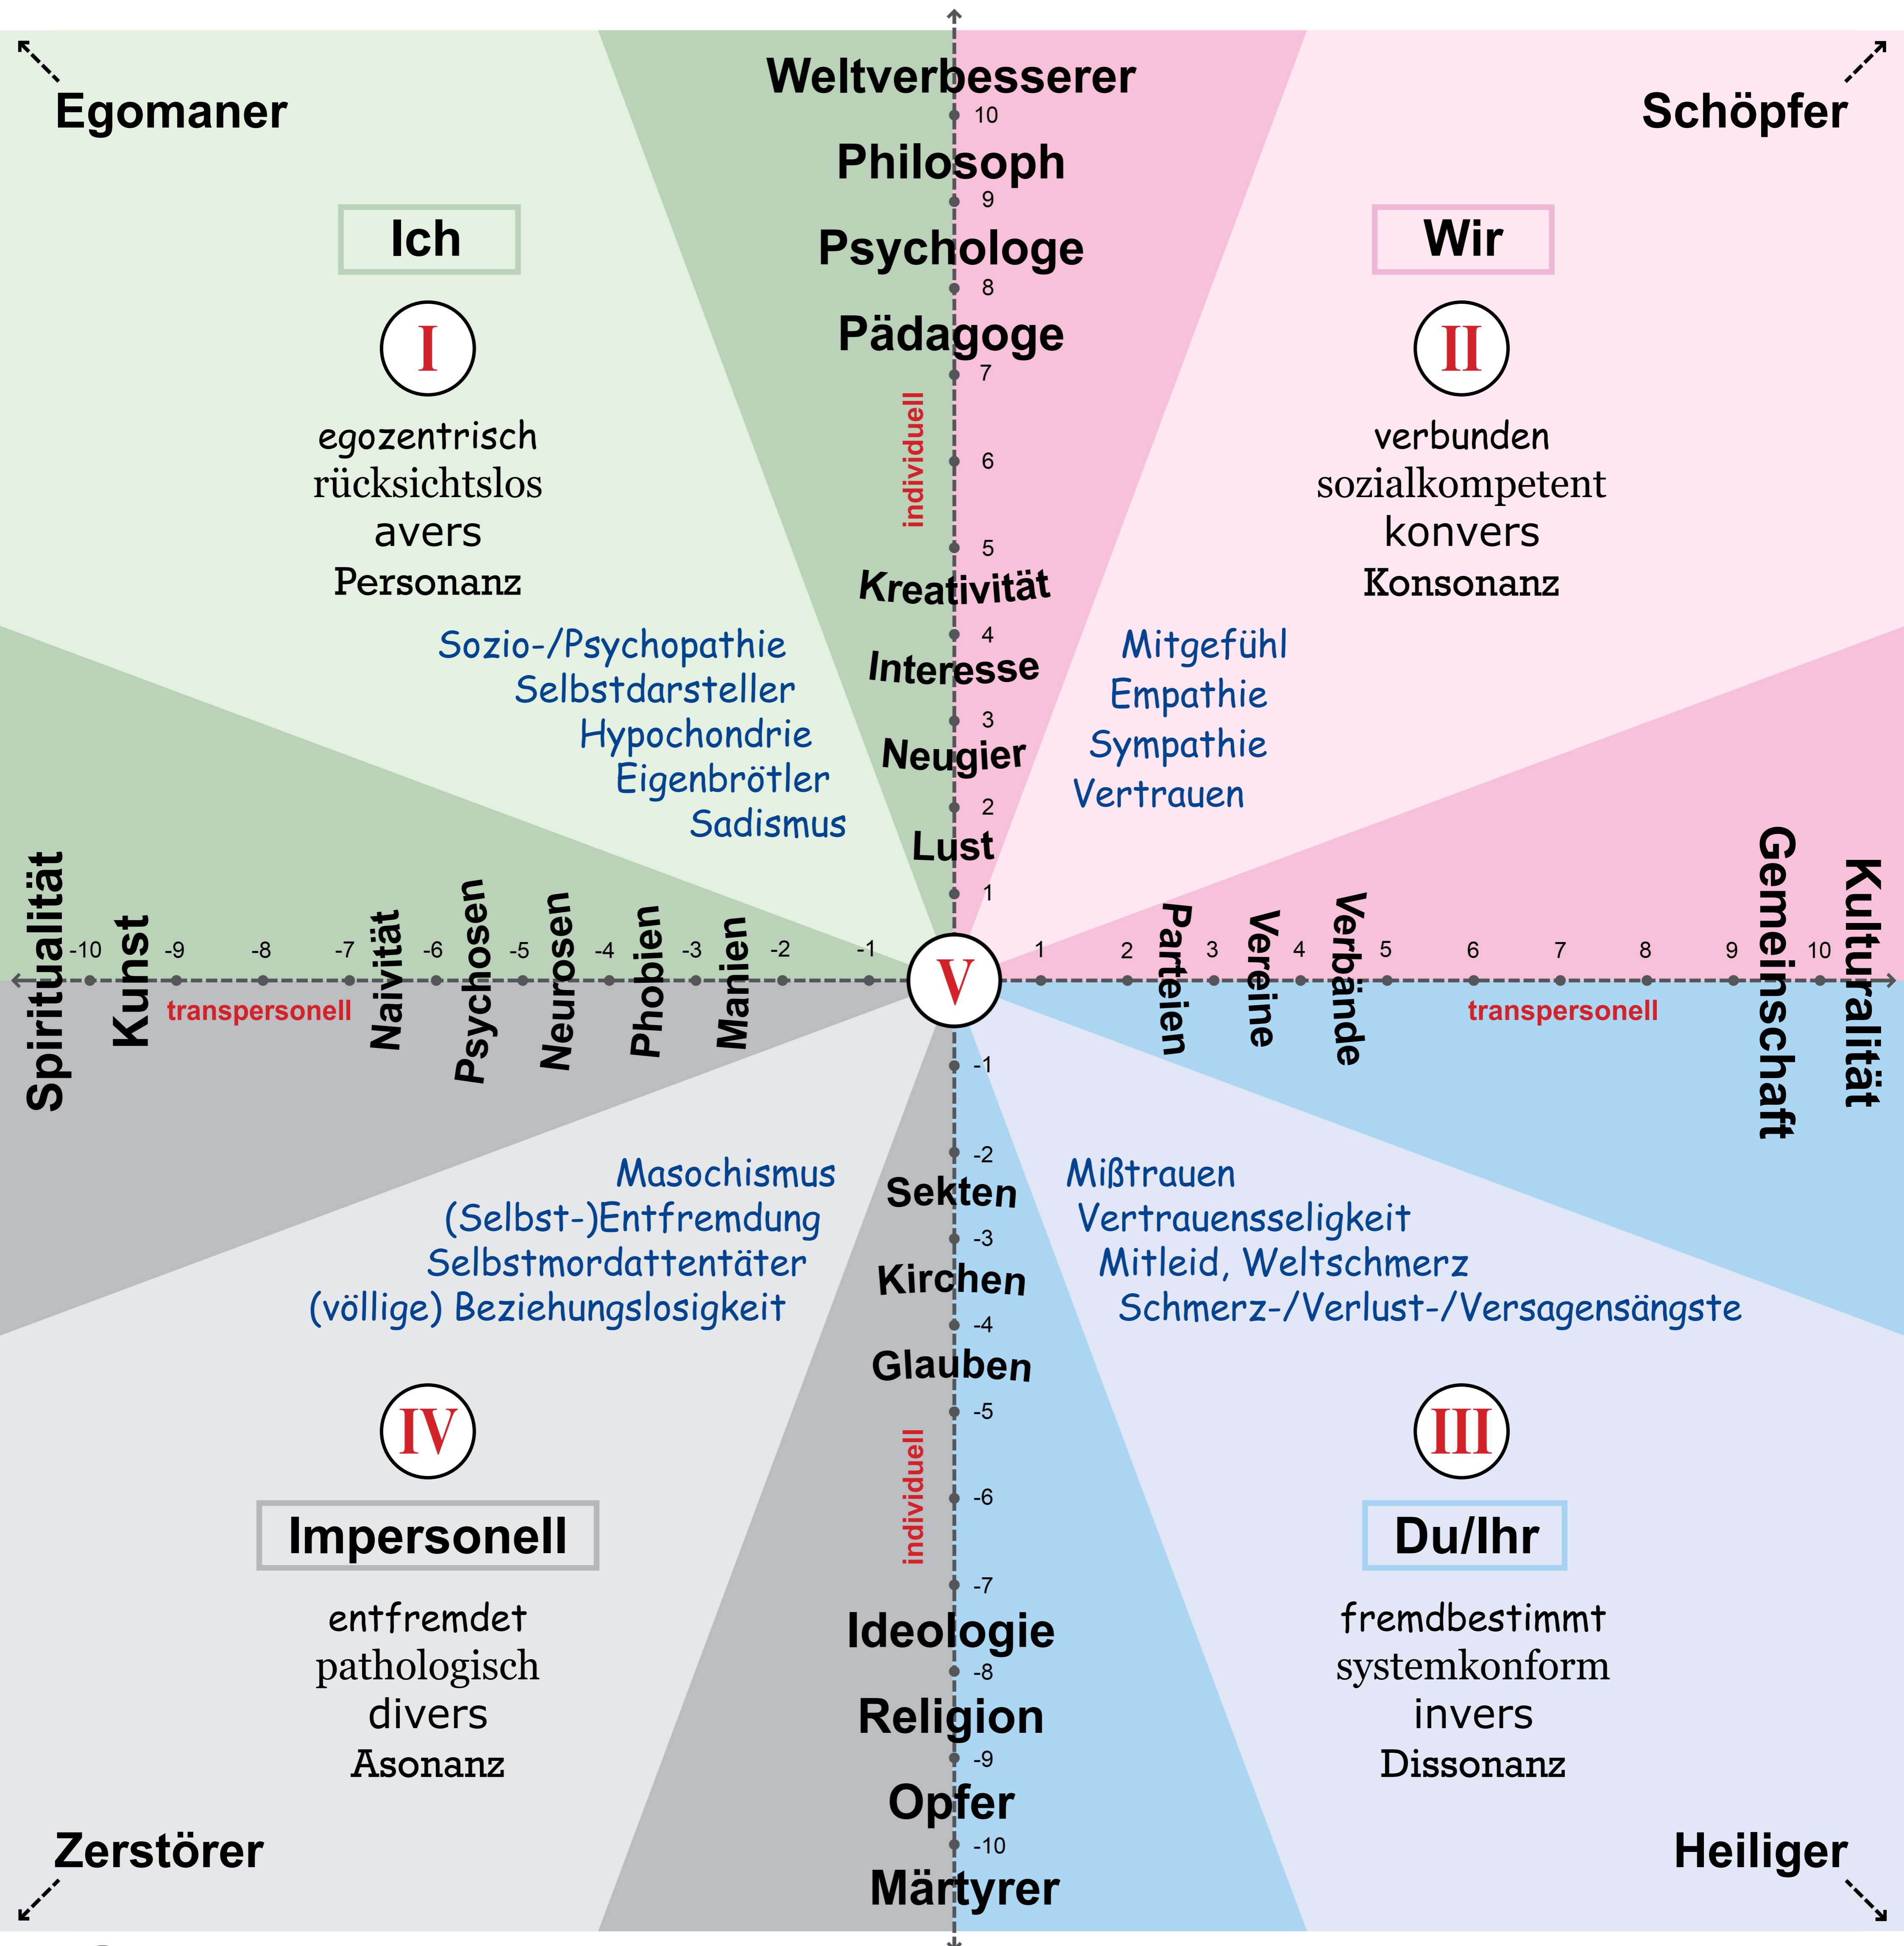 Egomaner
Ich
I
egozentrisch
rücksichtslos
avers
Personanz
Sozio-/Psychopathie
Selbstdarsteller
Hypochondrie
Eigenbrötler
Sadismus
Weltverbesserer
10
Philosoph
9
Psychologe
8
Pädagoge
7
individuell
6
5
Kreativität
4
Interesse
3
Neugier
2
Lust
1
Schöpfer
Wir
II
verbunden
sozialkompetent
konvers
Konsonanz
Mitgefühl
Empathie
Sympathie
Vertrauen
Spiritualität
-10
Kunst
-9
-8
-7
transpersonell
Naivität
-6
Psychosen
-5
Neurosen
-4
Phobien
-3
Manien
-2
-1
V
1
2
Parteien
3
Vereine
4
Verbände
5
6
7
8
transpersonell
9
Gemeinschaft
10
Kulturalität
Masochismus
(Selbst-)Entfremdung
Selbstmordattentäter
(völlige) Beziehungslosigkeit
IV
Impersonell
entfremdet
pathologisch
divers
Asonanz
Zerstörer
-1
-2
Sekten
-3
Kirchen
-4
Glauben
-5
individuell
-6
-7
Ideologie
-8
Religion
-9
Opfer
-10
Märtyrer
Mißtrauen
Vertrauensseligkeit
Mitleid, Weltschmerz
Schmerz-/Verlust-/Versagensängste
III
Du/Ihr
fremdbestimmt
systemkonform
invers
Dissonanz
Heiliger